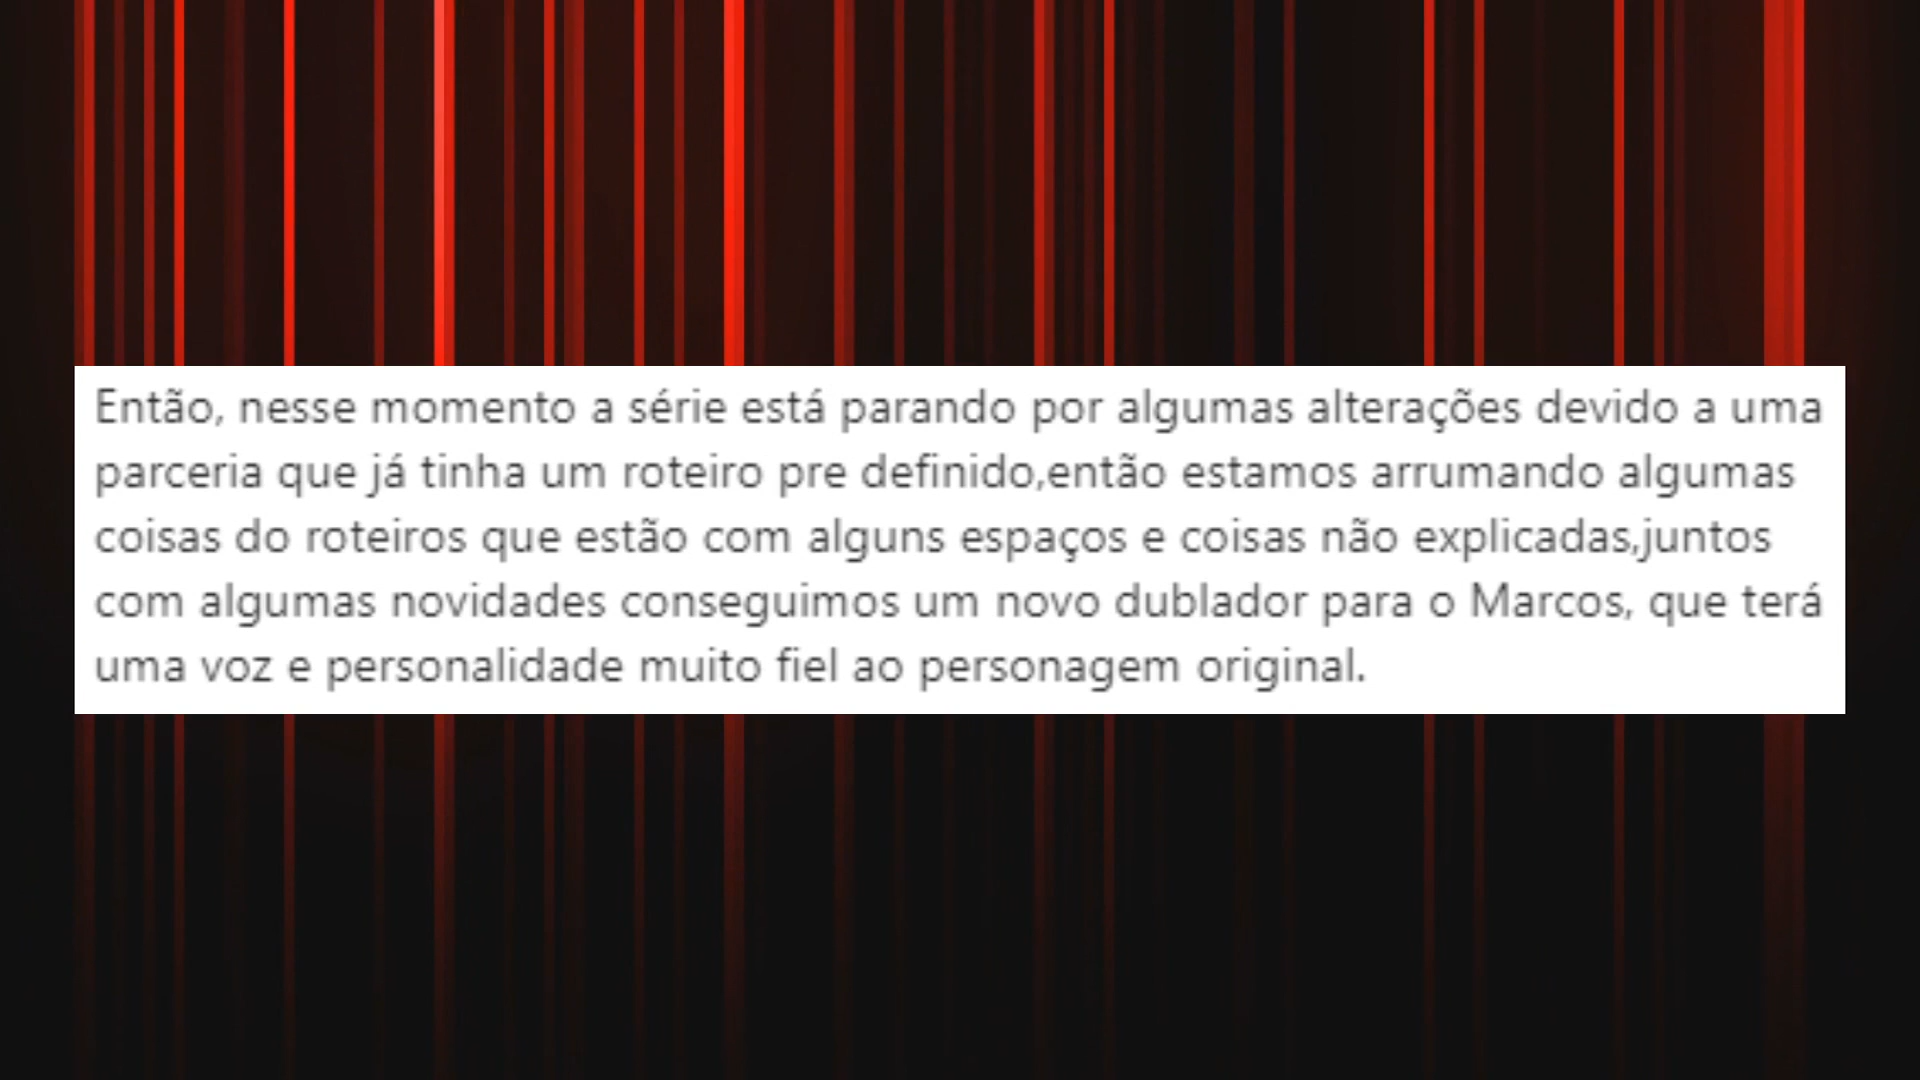 Então, nesse momento a série está parando por algumas alterações devido a uma
parceria que já tinha um roteiro pre definido,então estamos arrumando algumas
coisas do roteiros que estão com alguns espaços e coisas não explicadas,juntos
com algumas novidades conseguimos um novo dublador para o Marcos, que terá
uma voz e personalidade muito fiel ao personagem original.